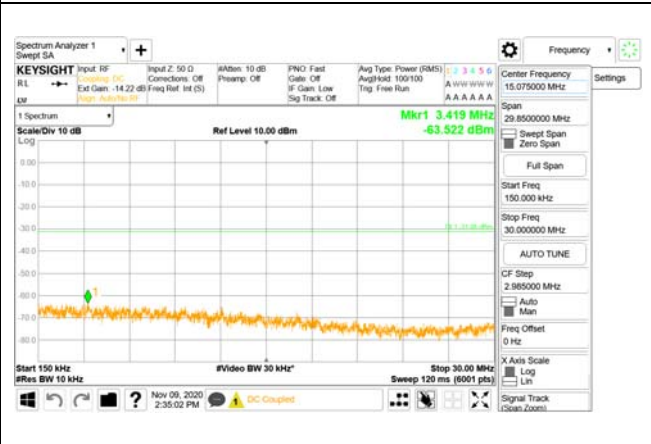 Spectrum Analyzer 1
Swept SA
Frequency
KEYSIGHT
RL
Input: RF
Coupling: DC
Ext Gain: -14.22 dB
Align: Auto/No RF
Input Z: 50 Ω
Corrections: Off
Freq Ref: Int (S)
#Atten: 10 dB
Preamp: Off
PNO: Fast
Gate: Off
IF Gain: Low
Sig Track: Off
Avg Type: Power (RMS)
Avg|Hold: 100/100
Trig: Free Run
1 2 3 4 5 6
A W W W W W
A A A A A A
1 Spectrum
Scale/Div 10 dB
Log
Ref Level 10.00 dBm
Mkr1 3.419 MHz
-63.522 dBm
0.00
-10.0
-20.0
-30.0
-40.0
-50.0
-60.0
-70.0
-80.0
1
Start 150 kHz
#Res BW 10 kHz
#Video BW 30 kHz*
Stop 30.00 MHz
Sweep 120 ms (6001 pts)
Nov 09, 2020
2:35:02 PM
DC Coupled
Center Frequency
15.075000 MHz
Settings
Span
29.8500000 MHz
Swept Span
Zero Span
Full Span
Start Freq
150.000 kHz
Stop Freq
30.000000 MHz
AUTO TUNE
CF Step
2.985000 MHz
Auto
Man
Freq Offset
0 Hz
X Axis Scale
Log
Lin
Signal Track
(Span Zoom)